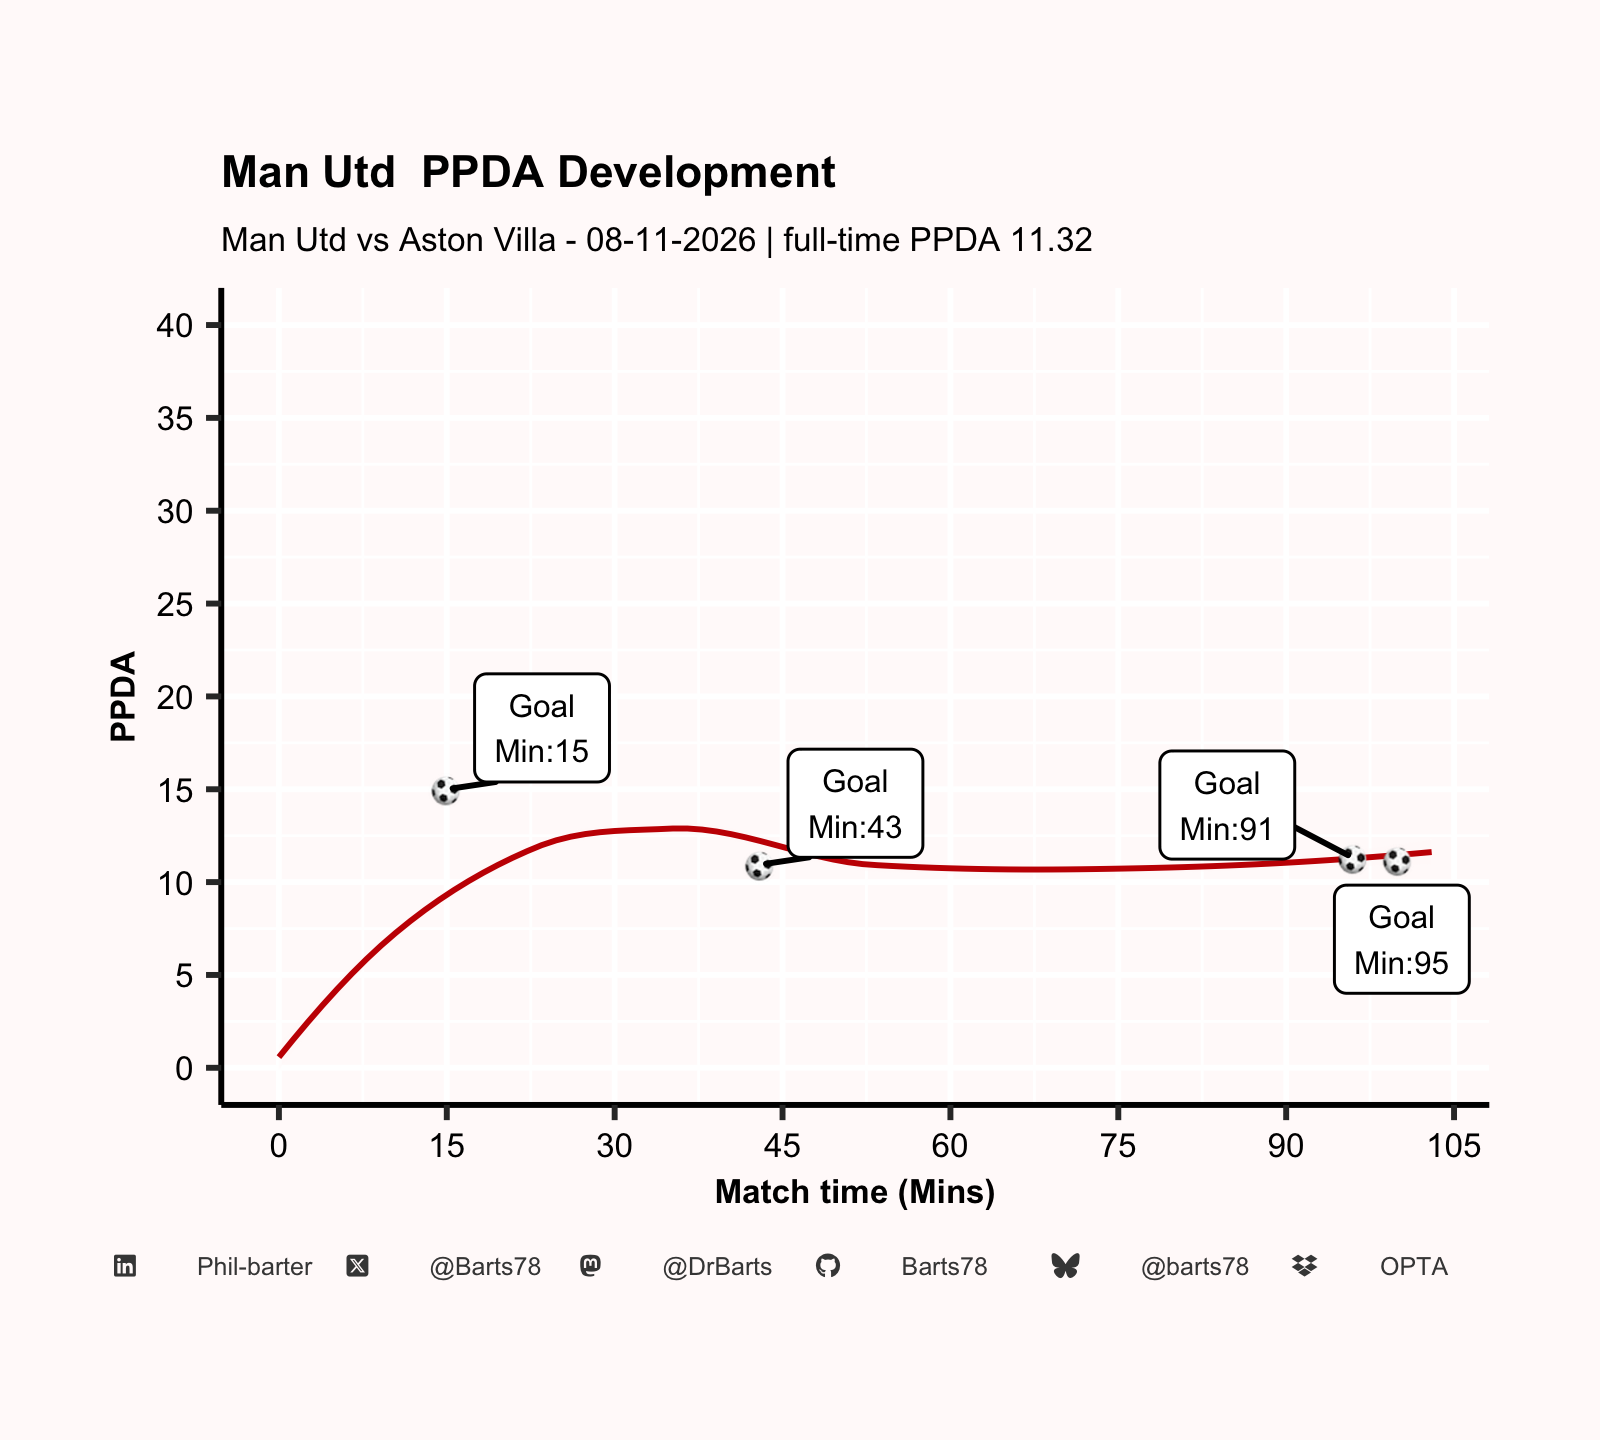 Man Utd  PPDA Development
Man Utd vs Aston Villa - 08-11-2026 | full-time PPDA 11.32
PPDA
40
35
30
25
20
15
10
5
0
Goal
Min:15
Goal
Min:43
Goal
Min:91
Goal
Min:95
0 15 30 45 60 75 90 105
Match time (Mins)
Phil-barter @Barts78 @DrBarts Barts78 @barts78 OPTA